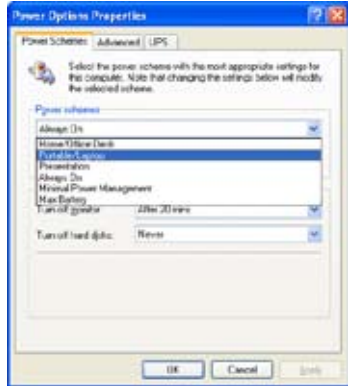 Power Options Properties
Power Schemes Advanced UPS
Select the power scheme with the most appropriate settings for
this computer. Note that changing the settings below will modify
the selected scheme.
Power schemes
Always On
Home/Office Desk
Portable/Laptop
Presentation
Always On
Minimal Power Management
Max Battery
Turn off monitor: After 20 mins
Turn off hard disks: Never
OK Cancel Apply